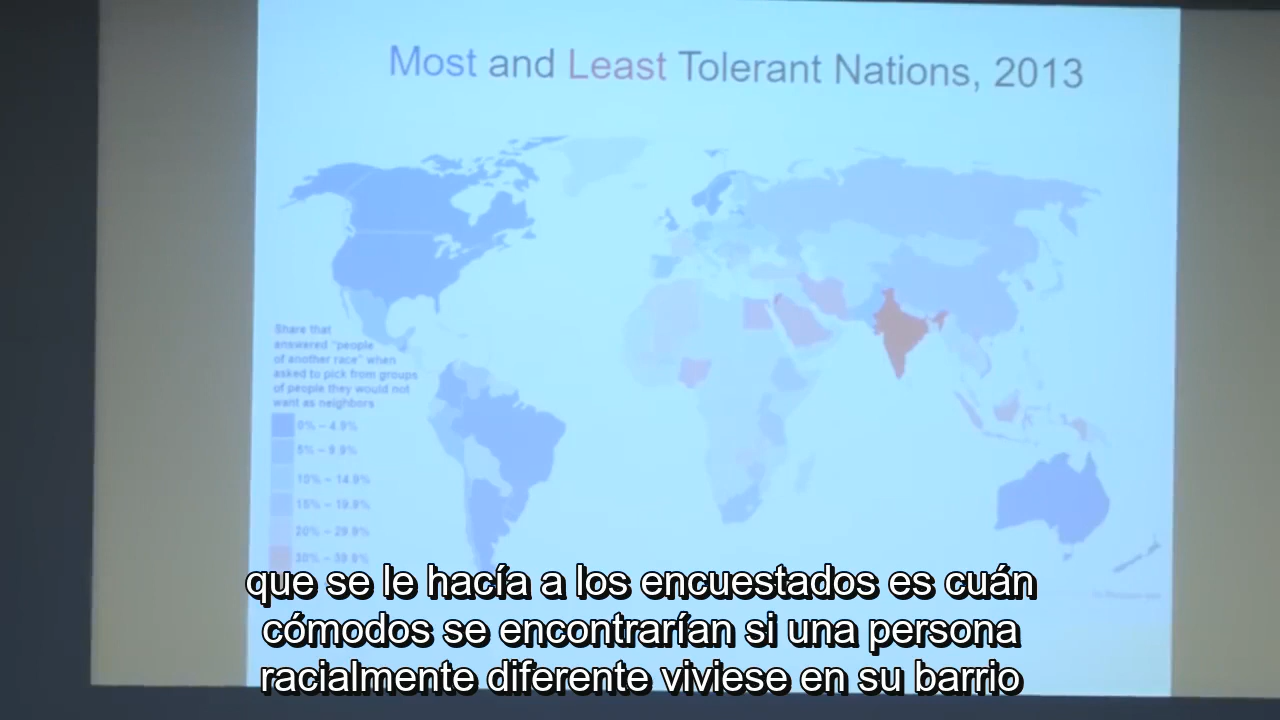 Most and Least Tolerant Nations, 2013
Share that
answered "people
of another race" when
asked to pick from groups
of people they would not
want as neighbors
0% – 4.9%
5% – 9.9%
10% – 14.9%
15% – 19.9%
20% – 29.9%
30% – 39.9%
que se le hacía a los encuestados es cuán
cómodos se encontrarían si una persona
racialmente diferente viviese en su barrio